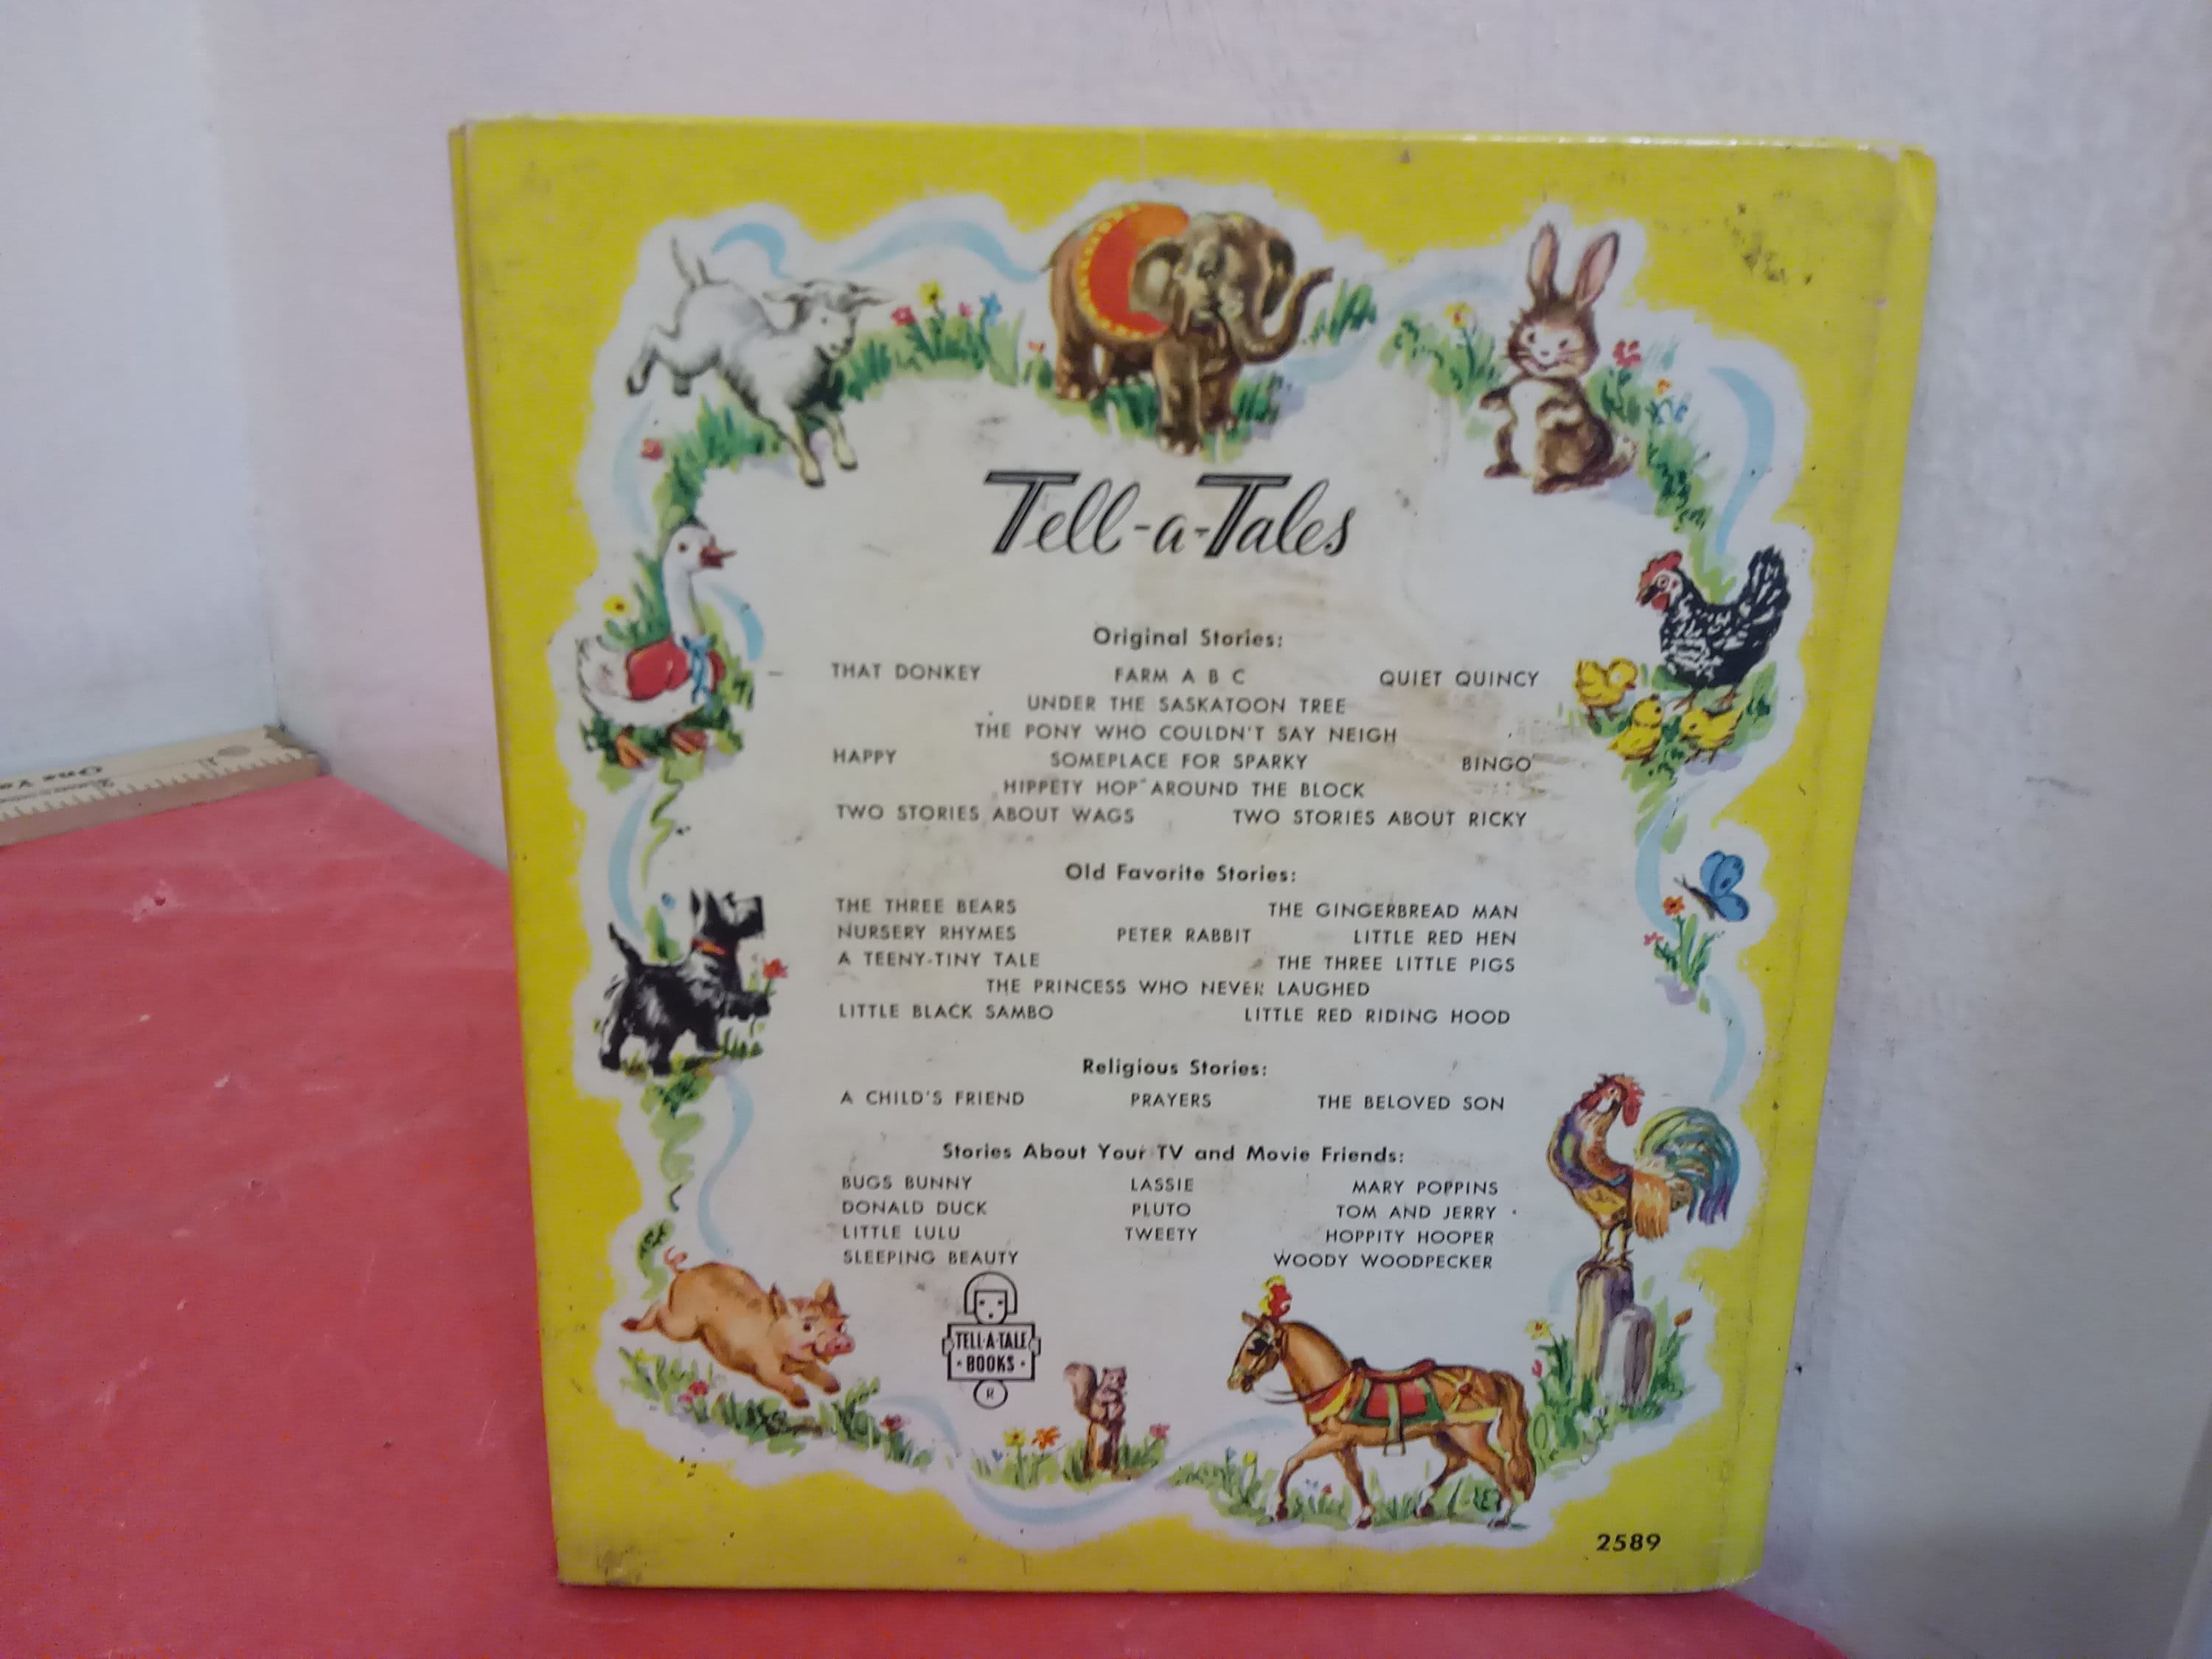 Tell-a-Tales
Original Stories:
THAT DONKEY FARM A B C QUIET QUINCY
UNDER THE SASKATOON TREE
THE PONY WHO COULDN'T SAY NEIGH
HAPPY SOMEPLACE FOR SPARKY BINGO
HIPPETY HOP AROUND THE BLOCK
TWO STORIES ABOUT WAGS TWO STORIES ABOUT RICKY
Old Favorite Stories:
THE THREE BEARS THE GINGERBREAD MAN
NURSERY RHYMES PETER RABBIT LITTLE RED HEN
A TEENY-TINY TALE THE THREE LITTLE PIGS
THE PRINCESS WHO NEVER LAUGHED
LITTLE BLACK SAMBO LITTLE RED RIDING HOOD
Religious Stories:
A CHILD'S FRIEND PRAYERS THE BELOVED SON
Stories About Your TV and Movie Friends:
BUGS BUNNY LASSIE MARY POPPINS
DONALD DUCK PLUTO TOM AND JERRY
LITTLE LULU TWEETY HOPPITY HOOPER
SLEEPING BEAUTY WOODY WOODPECKER
TELL-A-TALE
• BOOKS •
R
2589
1
2
One